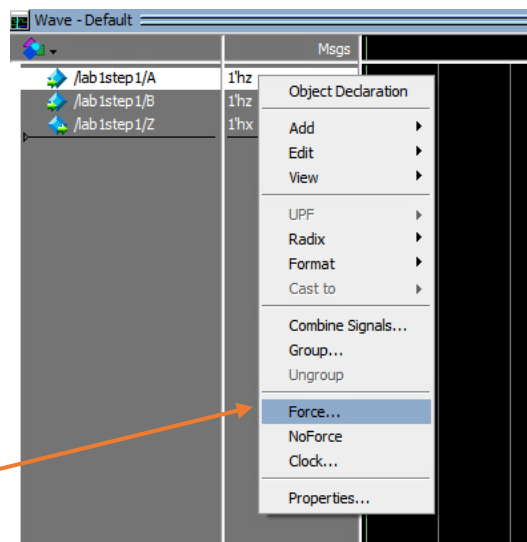 Wave - Default
Msgs
/lab1step1/A 1'hz
/lab1step1/B 1'hz
/lab1step1/Z 1'hx
Object Declaration
Add
Edit
View
UPF
Radix
Format
Cast to
Combine Signals...
Group...
Ungroup
Force...
NoForce
Clock...
Properties...